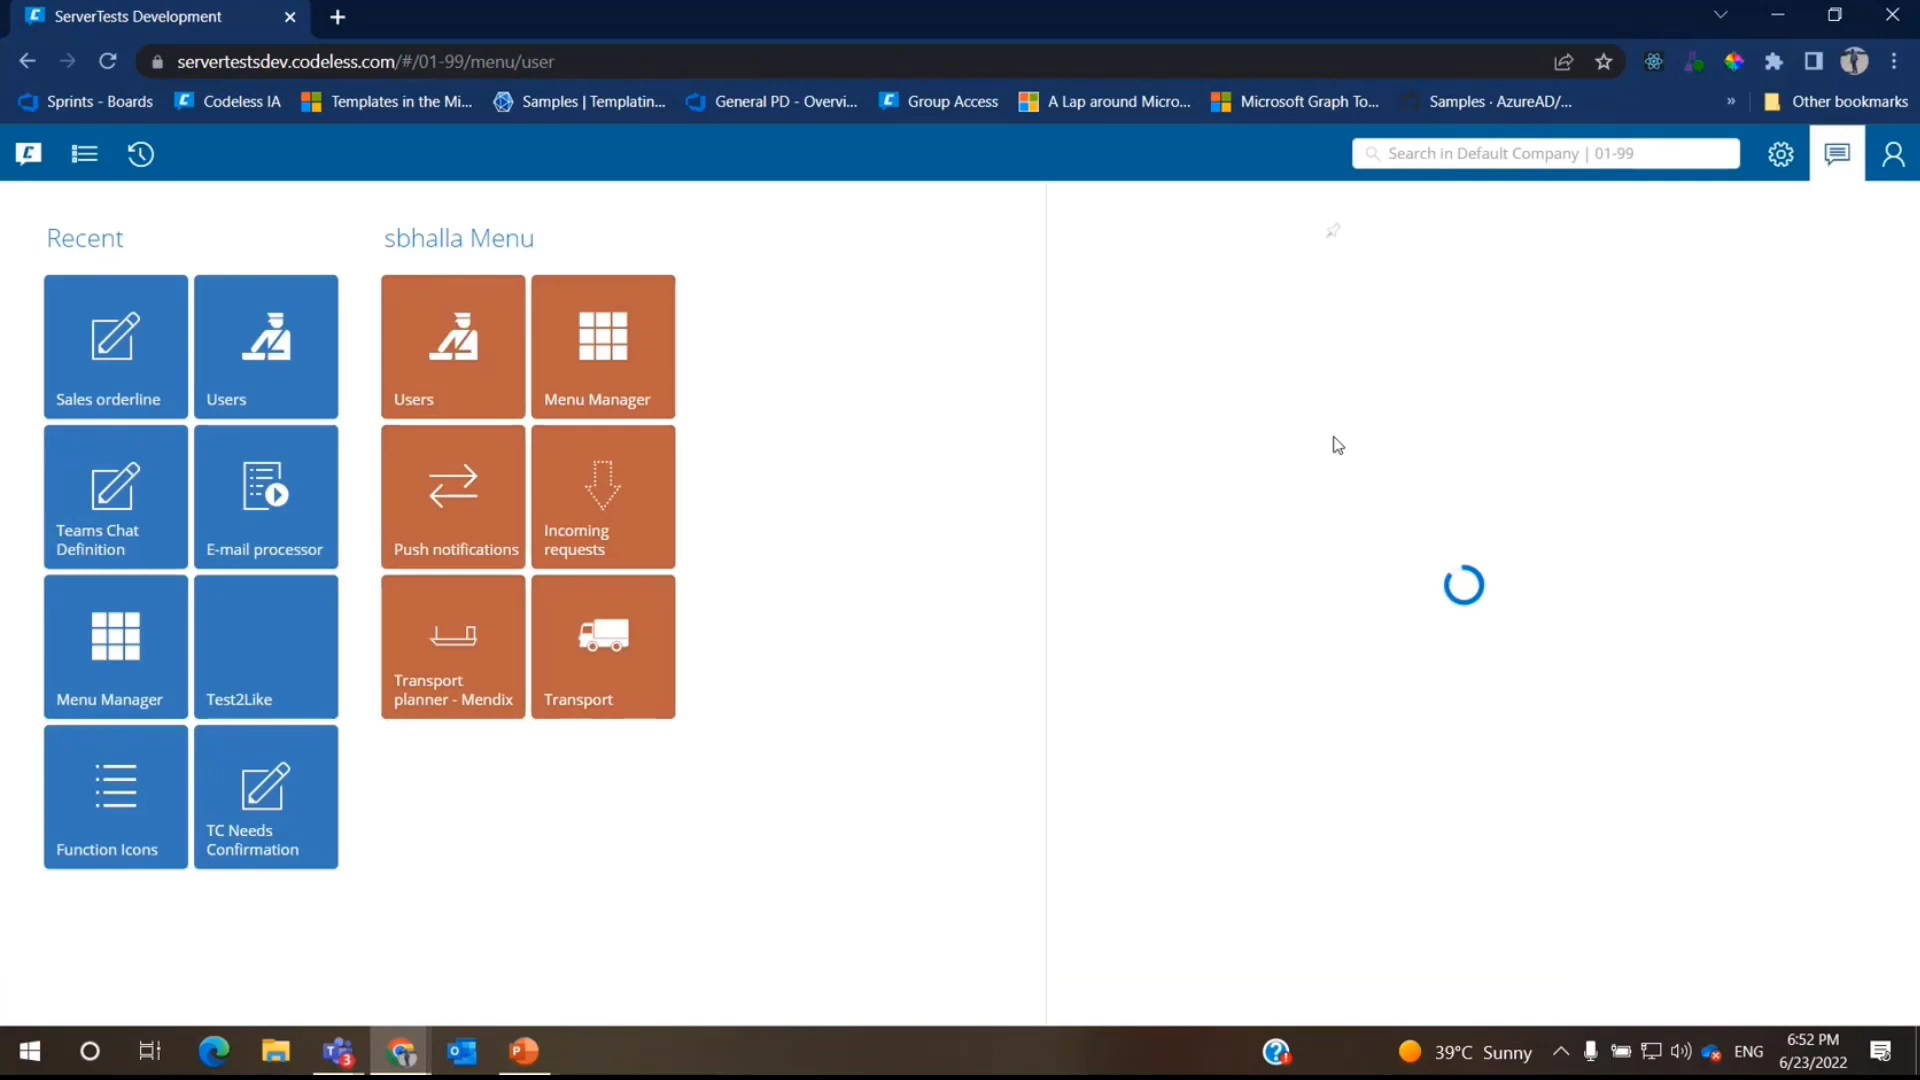 ServerTests Development
servertestsdev.codeless.com/#/01-99/menu/user
Sprints - Boards
Codeless IA
Templates in the Mi...
Samples | Templatin...
General PD - Overvi...
Group Access
A Lap around Micro...
Microsoft Graph To...
Samples · AzureAD/...
»
Other bookmarks
Search in Default Company | 01-99
Recent
sbhalla Menu
Sales orderline
Users
Users
Menu Manager
Teams Chat
Definition
E-mail processor
Push notifications
Incoming
requests
Menu Manager
Test2Like
Transport
planner - Mendix
Transport
Function Icons
TC Needs
Confirmation
39°C Sunny
ENG
6:52 PM
6/23/2022